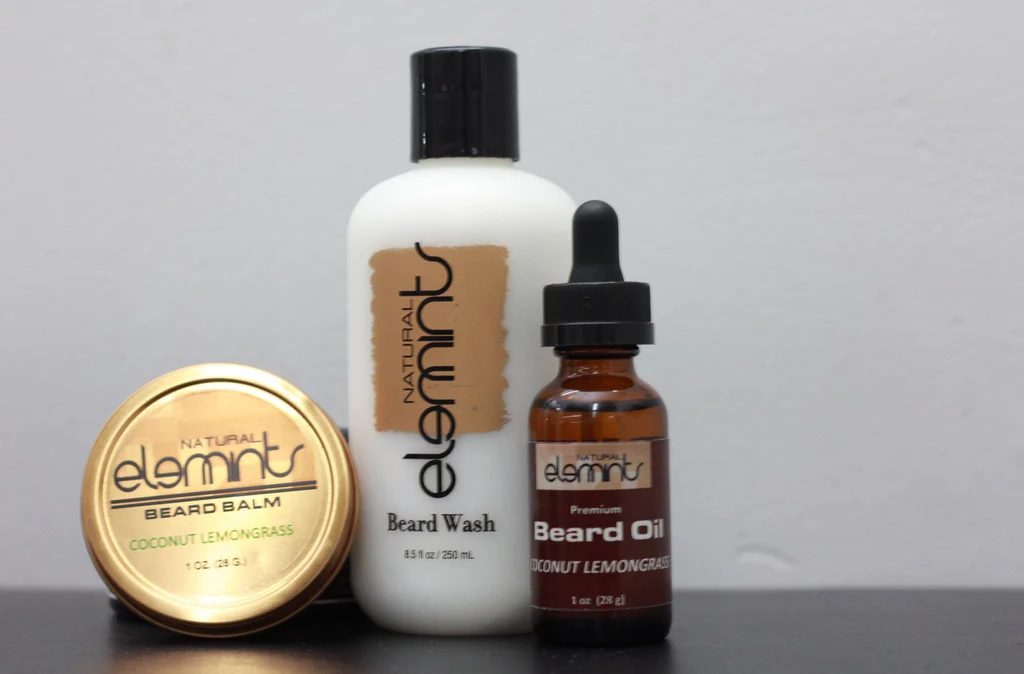 NATURAL
elemints
BEARD BALM
COCONUT LEMONGRASS
1 OZ. (28 G.)
NATURAL
elemints
Beard Wash
8.5 fl oz / 250 mL
NATURAL
elemints
Premium
Beard Oil
COCONUT LEMONGRASS
1 oz (28 g)